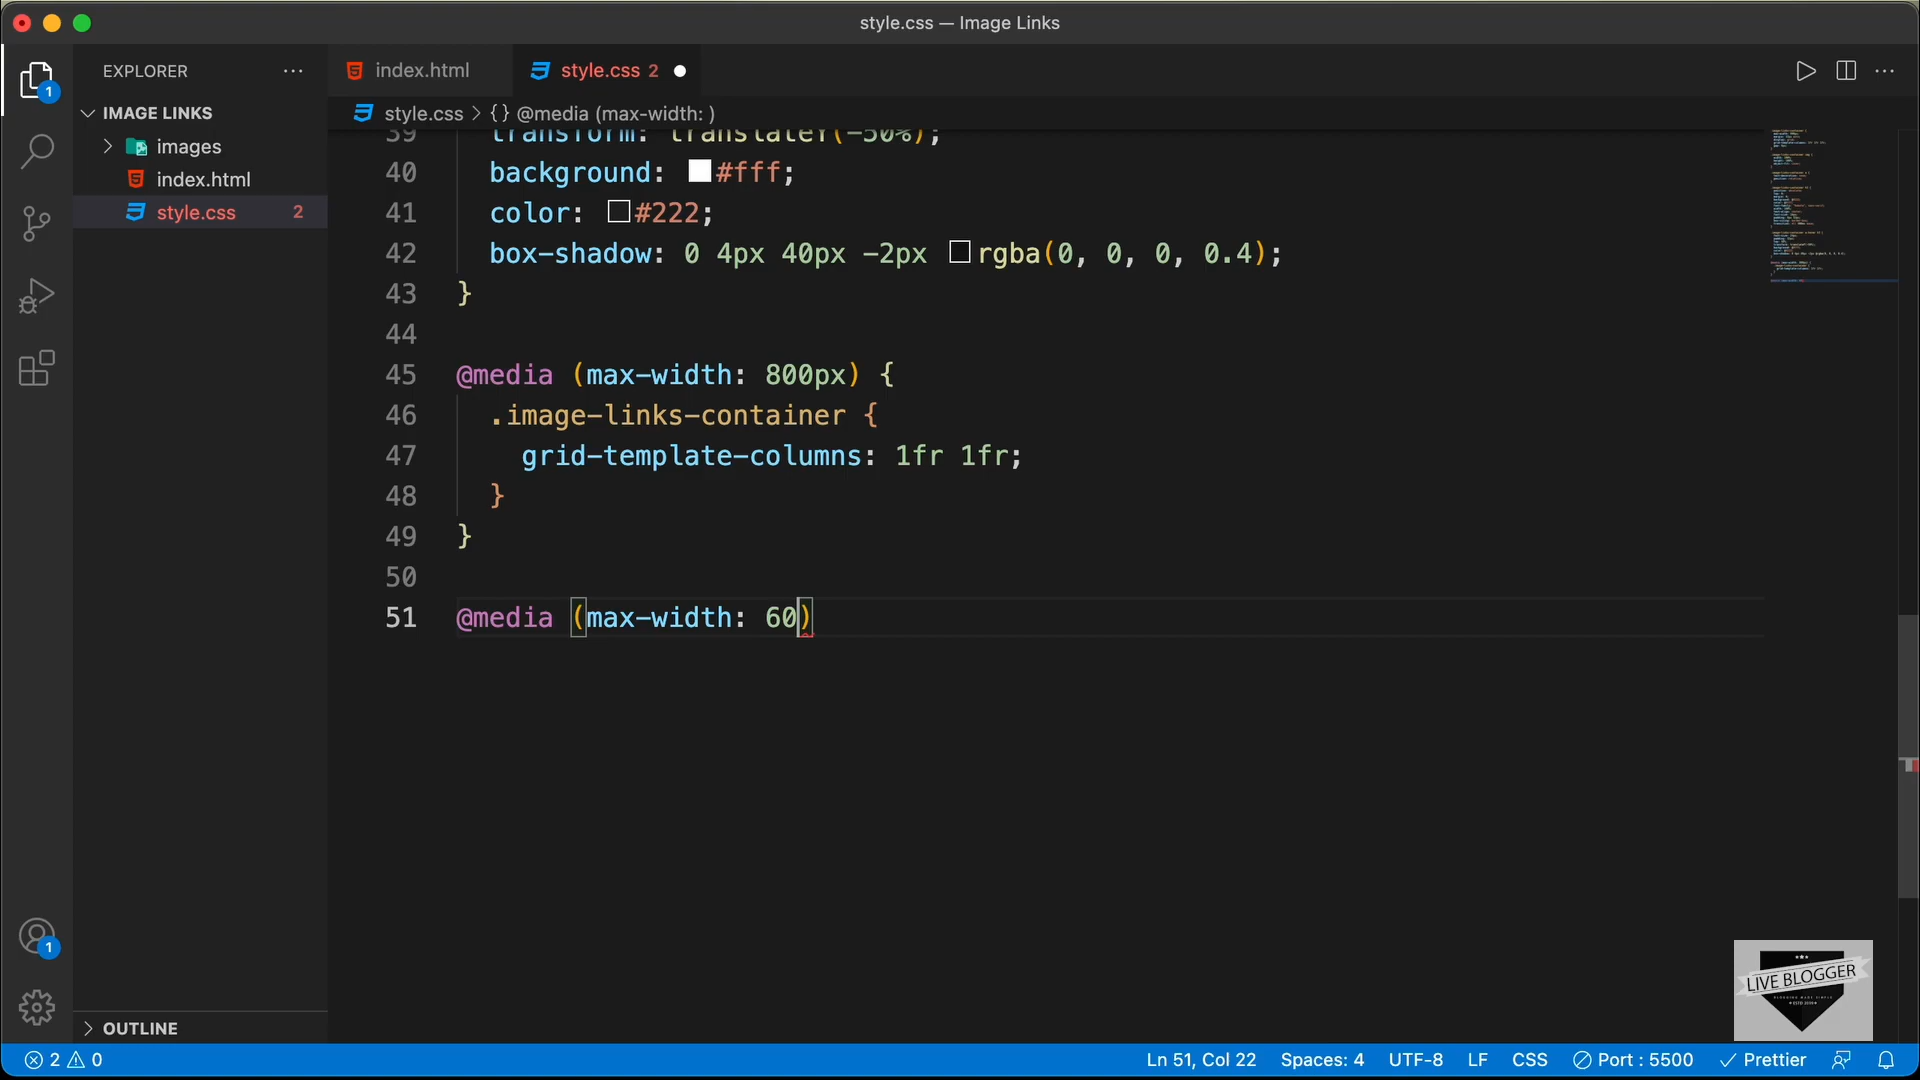 style.css — Image Links
EXPLORER
IMAGE LINKS
images
index.html
style.css 2
OUTLINE
index.html
style.css 2
style.css > {} @media (max-width: )
39 transform: translateY(-50%);
40 background: #fff;
41 color: #222;
42 box-shadow: 0 4px 40px -2px rgba(0, 0, 0, 0.4);
43 }
44
45 @media (max-width: 800px) {
46 .image-links-container {
47 grid-template-columns: 1fr 1fr;
48 }
49 }
50
51 @media (max-width: 60)
1
1
LIVE BLOGGER
2 0
Ln 51, Col 22 Spaces: 4 UTF-8 LF CSS Port : 5500 Prettier